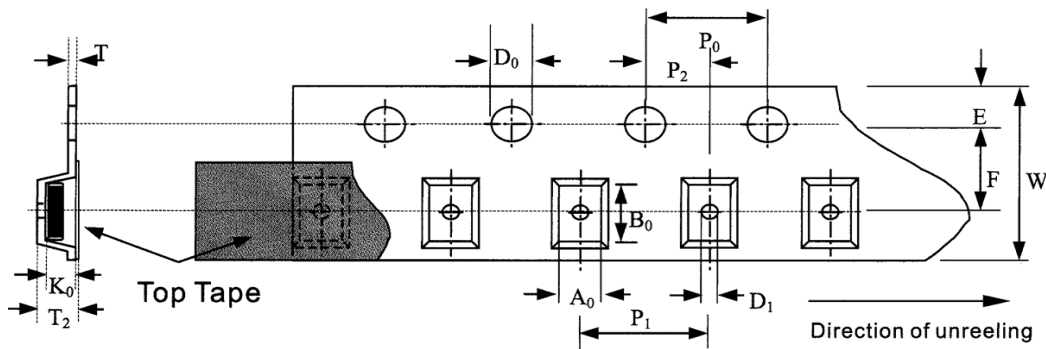 T
D₀
P₀
P₂
E
F
W
B₀
K₀
T₂
Top Tape
A₀
D₁
P₁
Direction of unreeling